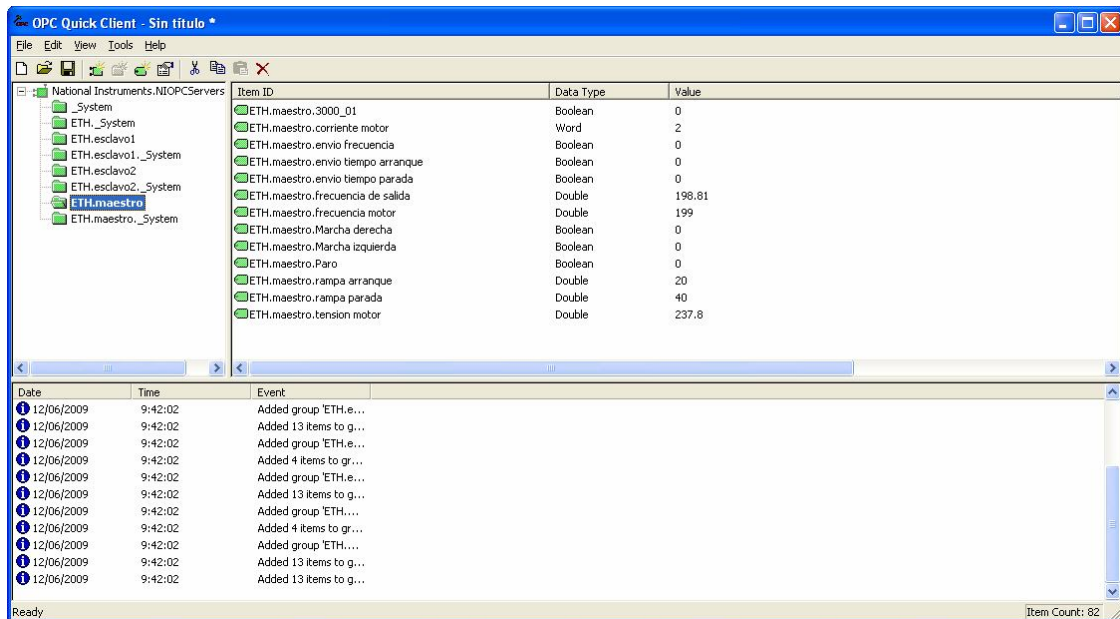 OPC Quick Client - Sin título *
File Edit View Tools Help
National Instruments.NIOPCServers
_System
ETH._System
ETH.esclavo1
ETH.esclavo1._System
ETH.esclavo2
ETH.esclavo2._System
ETH.maestro
ETH.maestro._System
Item ID Data Type Value
ETH.maestro.3000_01 Boolean 0
ETH.maestro.corriente motor Word 2
ETH.maestro.envio frecuencia Boolean 0
ETH.maestro.envio tiempo arranque Boolean 0
ETH.maestro.envio tiempo parada Boolean 0
ETH.maestro.frecuencia de salida Double 198.81
ETH.maestro.frecuencia motor Double 199
ETH.maestro.Marcha derecha Boolean 0
ETH.maestro.Marcha izquierda Boolean 0
ETH.maestro.Paro Boolean 0
ETH.maestro.rampa arranque Double 20
ETH.maestro.rampa parada Double 40
ETH.maestro.tension motor Double 237.8
Date Time Event
12/06/2009 9:42:02 Added group 'ETH.e...
12/06/2009 9:42:02 Added 13 items to g...
12/06/2009 9:42:02 Added group 'ETH.e...
12/06/2009 9:42:02 Added 4 items to gr...
12/06/2009 9:42:02 Added group 'ETH.e...
12/06/2009 9:42:02 Added 13 items to g...
12/06/2009 9:42:02 Added group 'ETH....
12/06/2009 9:42:02 Added 4 items to gr...
12/06/2009 9:42:02 Added group 'ETH....
12/06/2009 9:42:02 Added 13 items to g...
12/06/2009 9:42:02 Added 13 items to g...
Ready Item Count: 82